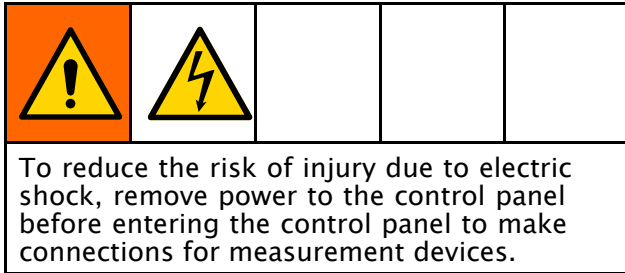 To reduce the risk of injury due to electric
shock, remove power to the control panel
before entering the control panel to make
connections for measurement devices.